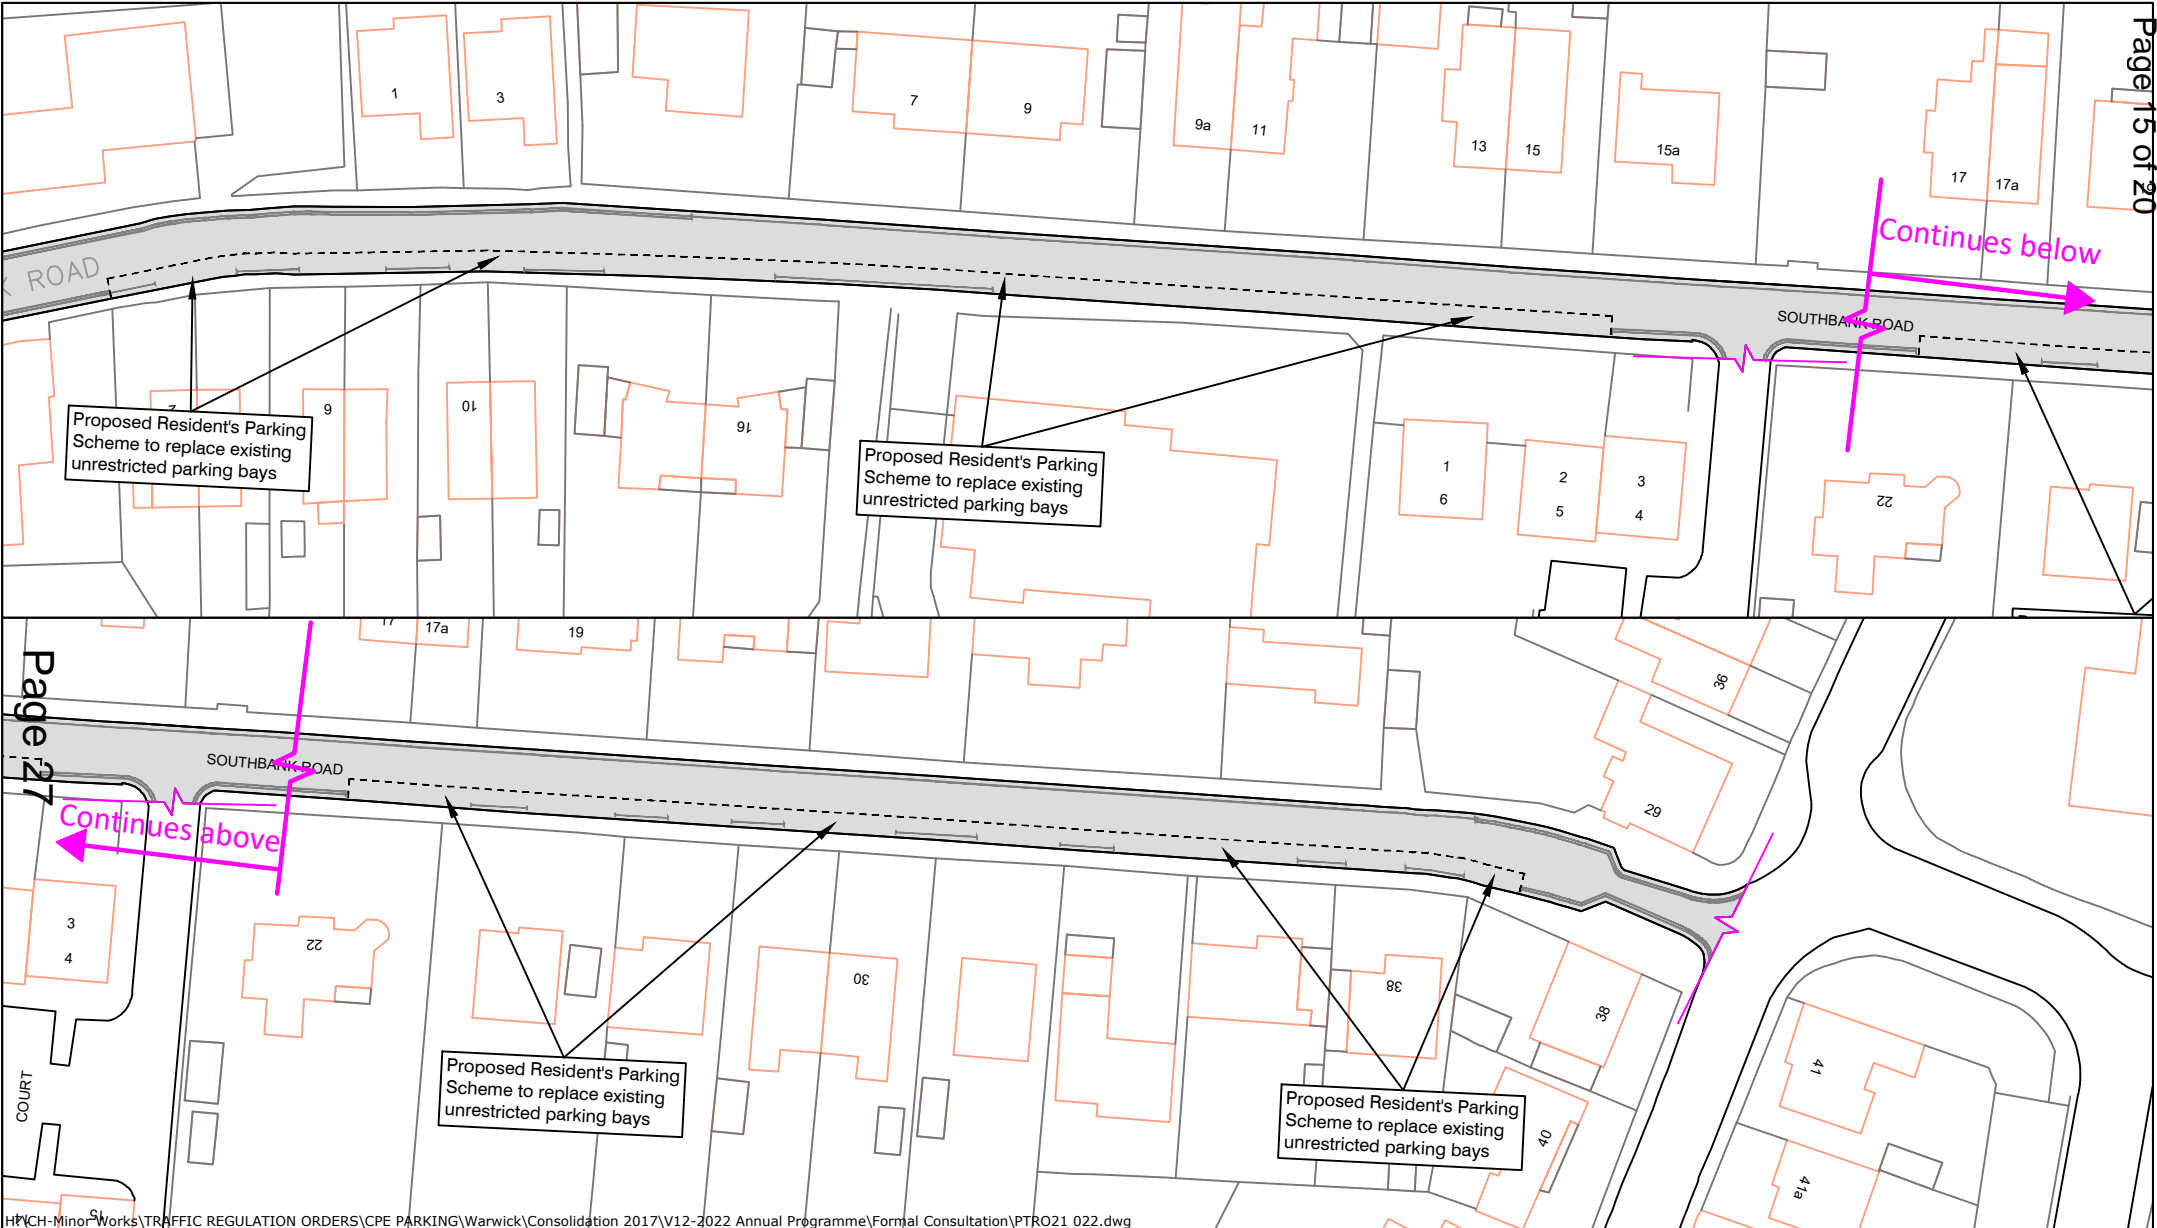 Page 15 of 20
1
3
7
9
9a
11
13
15
15a
17
17a
Continues below
ROAD
SOUTHBANK ROAD
2
6
10
16
Proposed Resident's Parking
Scheme to replace existing
unrestricted parking bays
Proposed Resident's Parking
Scheme to replace existing
unrestricted parking bays
1
6
2
5
3
4
22
Page 27
17
17a
19
36
29
SOUTHBANK ROAD
Continues above
3
4
22
30
38
38
40
41
41a
COURT
15
Proposed Resident's Parking
Scheme to replace existing
unrestricted parking bays
Proposed Resident's Parking
Scheme to replace existing
unrestricted parking bays
H:\CH-Minor Works\TRAFFIC REGULATION ORDERS\CPE PARKING\Warwick\Consolidation 2017\V12-2022 Annual Programme\Formal Consultation\PTRO21 022.dwg